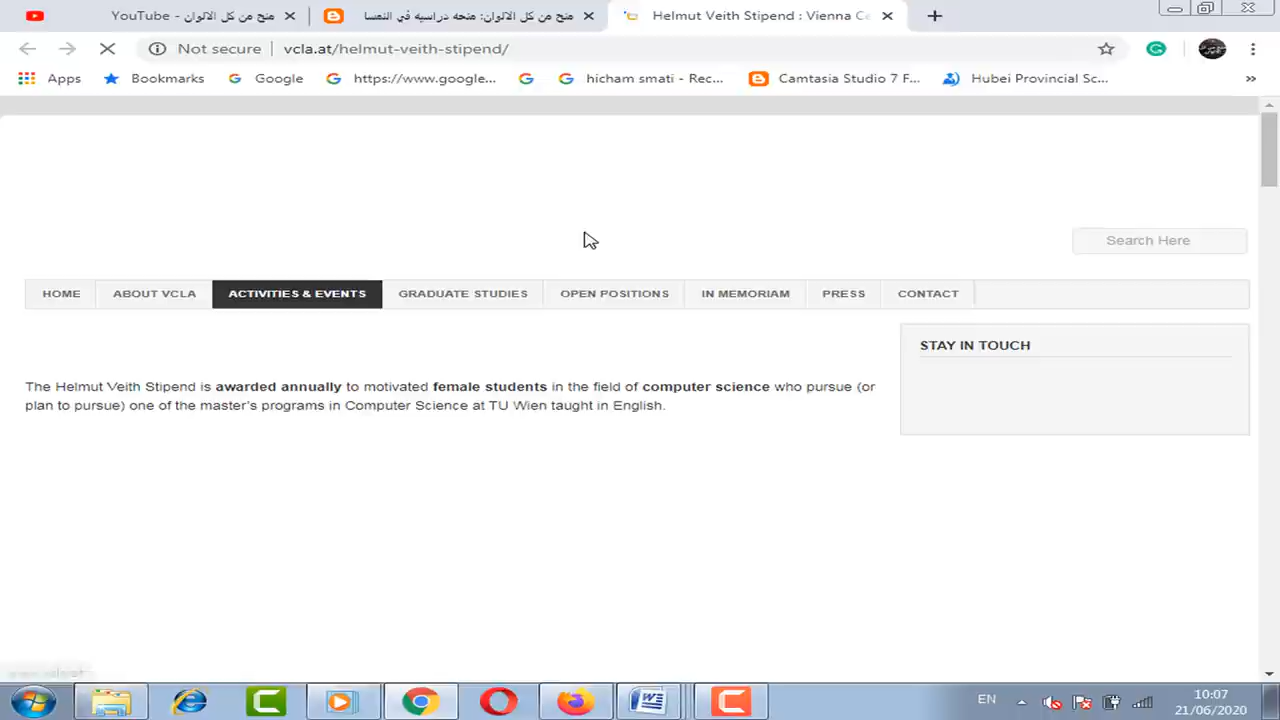 منح من كل الالوان - YouTube
منح من كل الالوان: منحه دراسيه في النمسا
Helmut Veith Stipend : Vienna Ce
Not secure
vcla.at/helmut-veith-stipend/
Apps
Bookmarks
Google
https://www.google...
hicham smati - Rec...
Camtasia Studio 7 F...
Hubei Provincial Sc...
»
Search Here
HOME
ABOUT VCLA
ACTIVITIES & EVENTS
GRADUATE STUDIES
OPEN POSITIONS
IN MEMORIAM
PRESS
CONTACT
STAY IN TOUCH
The Helmut Veith Stipend is awarded annually to motivated female students in the field of computer science who pursue (or
plan to pursue) one of the master's programs in Computer Science at TU Wien taught in English.
EN
10:07
21/06/2020